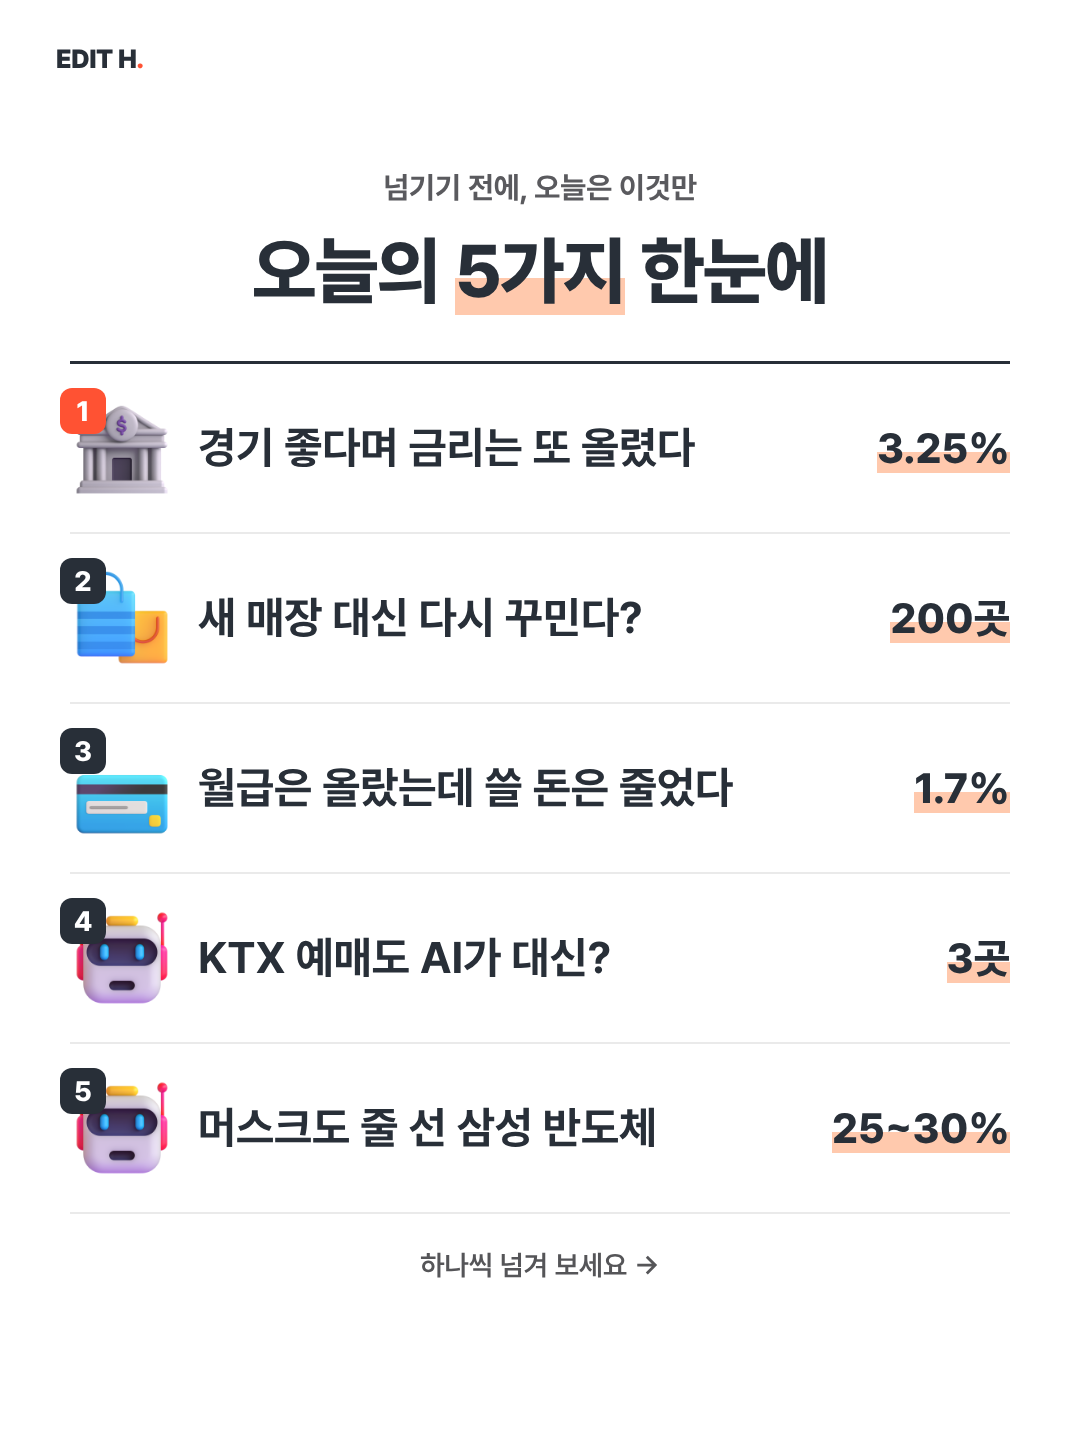 EDIT H.
넘기기 전에, 오늘은 이것만
오늘의 5가지 한눈에
1
$
경기 좋다며 금리는 또 올렸다 3.25%
2
새 매장 대신 다시 꾸민다? 200곳
3
월급은 올랐는데 쓸 돈은 줄었다 1.7%
4
KTX 예매도 AI가 대신? 3곳
5
머스크도 줄 선 삼성 반도체 25~30%
하나씩 넘겨 보세요 →